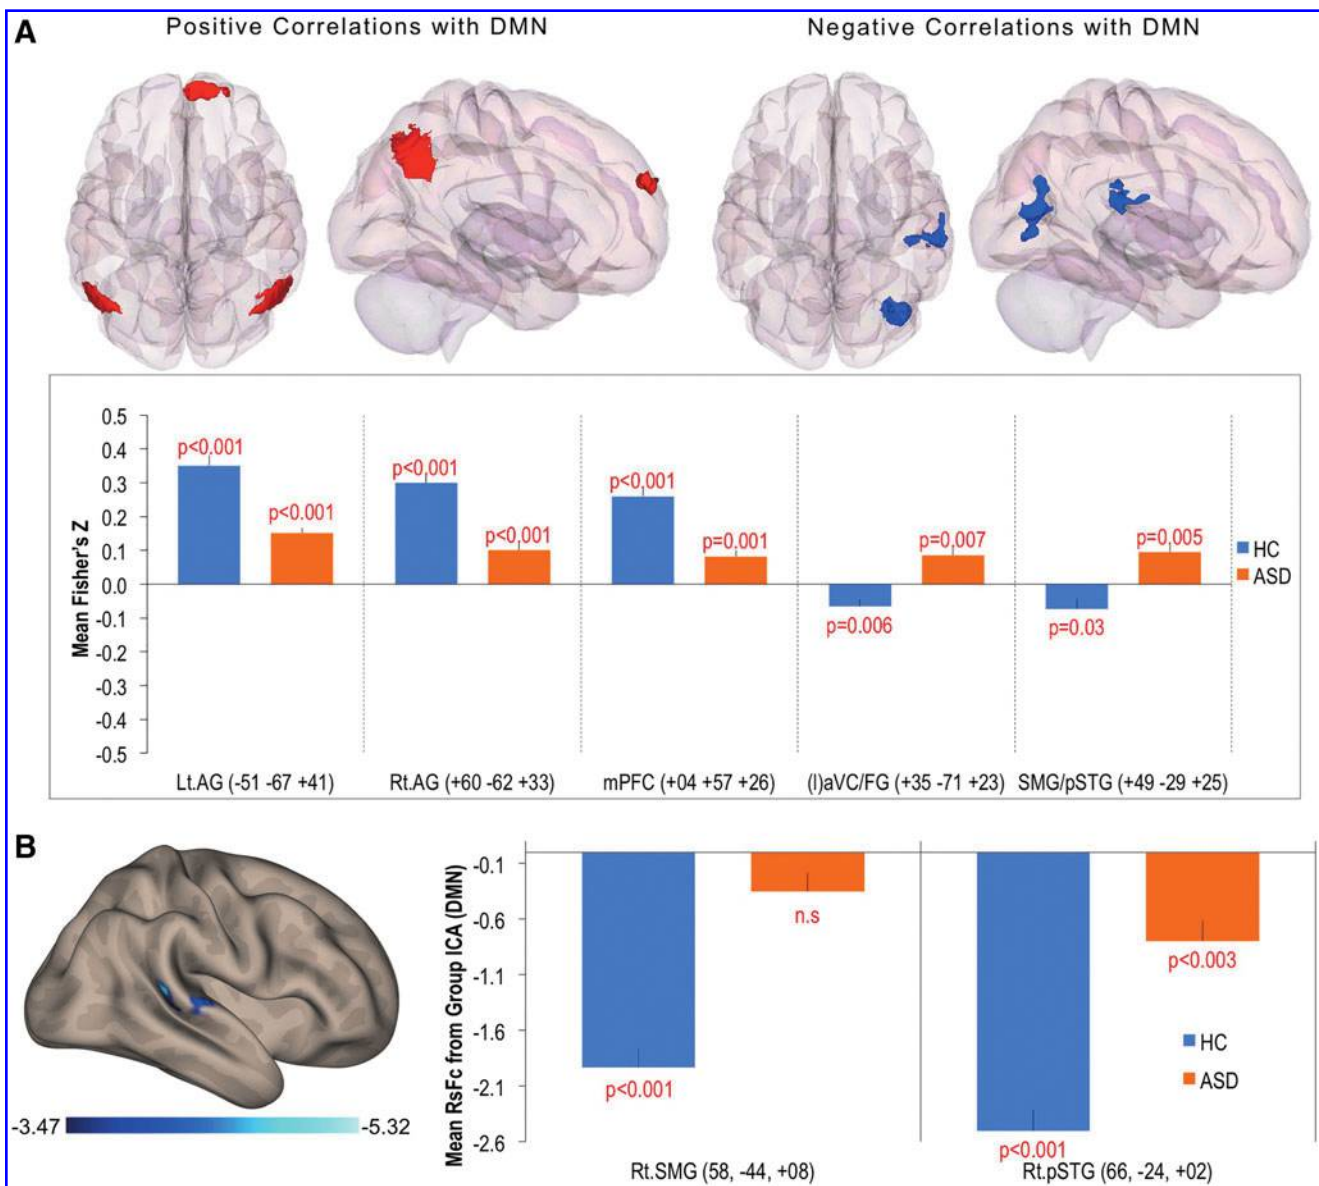 A
Positive Correlations with DMN
Negative Correlations with DMN
Mean Fisher's Z
0.5
0.4
0.3
0.2
0.1
0.0
-0.1
-0.2
-0.3
-0.4
-0.5
p<0.001
p<0.001
p<0.001
p<0.001
p<0.001
p=0.001
p=0.006
p=0.007
p=0.03
p=0.005
HC
ASD
Lt.AG (-51 -67 +41)
Rt.AG (+60 -62 +33)
mPFC (+04 +57 +26)
(l)aVC/FG (+35 -71 +23)
SMG/pSTG (+49 -29 +25)
B
-3.47
-5.32
Mean RsFc from Group ICA (DMN)
-0.1
-0.6
-1.1
-1.6
-2.1
-2.6
p<0.001
n.s
p<0.001
p<0.003
HC
ASD
Rt.SMG (58, -44, +08)
Rt.pSTG (66, -24, +02)